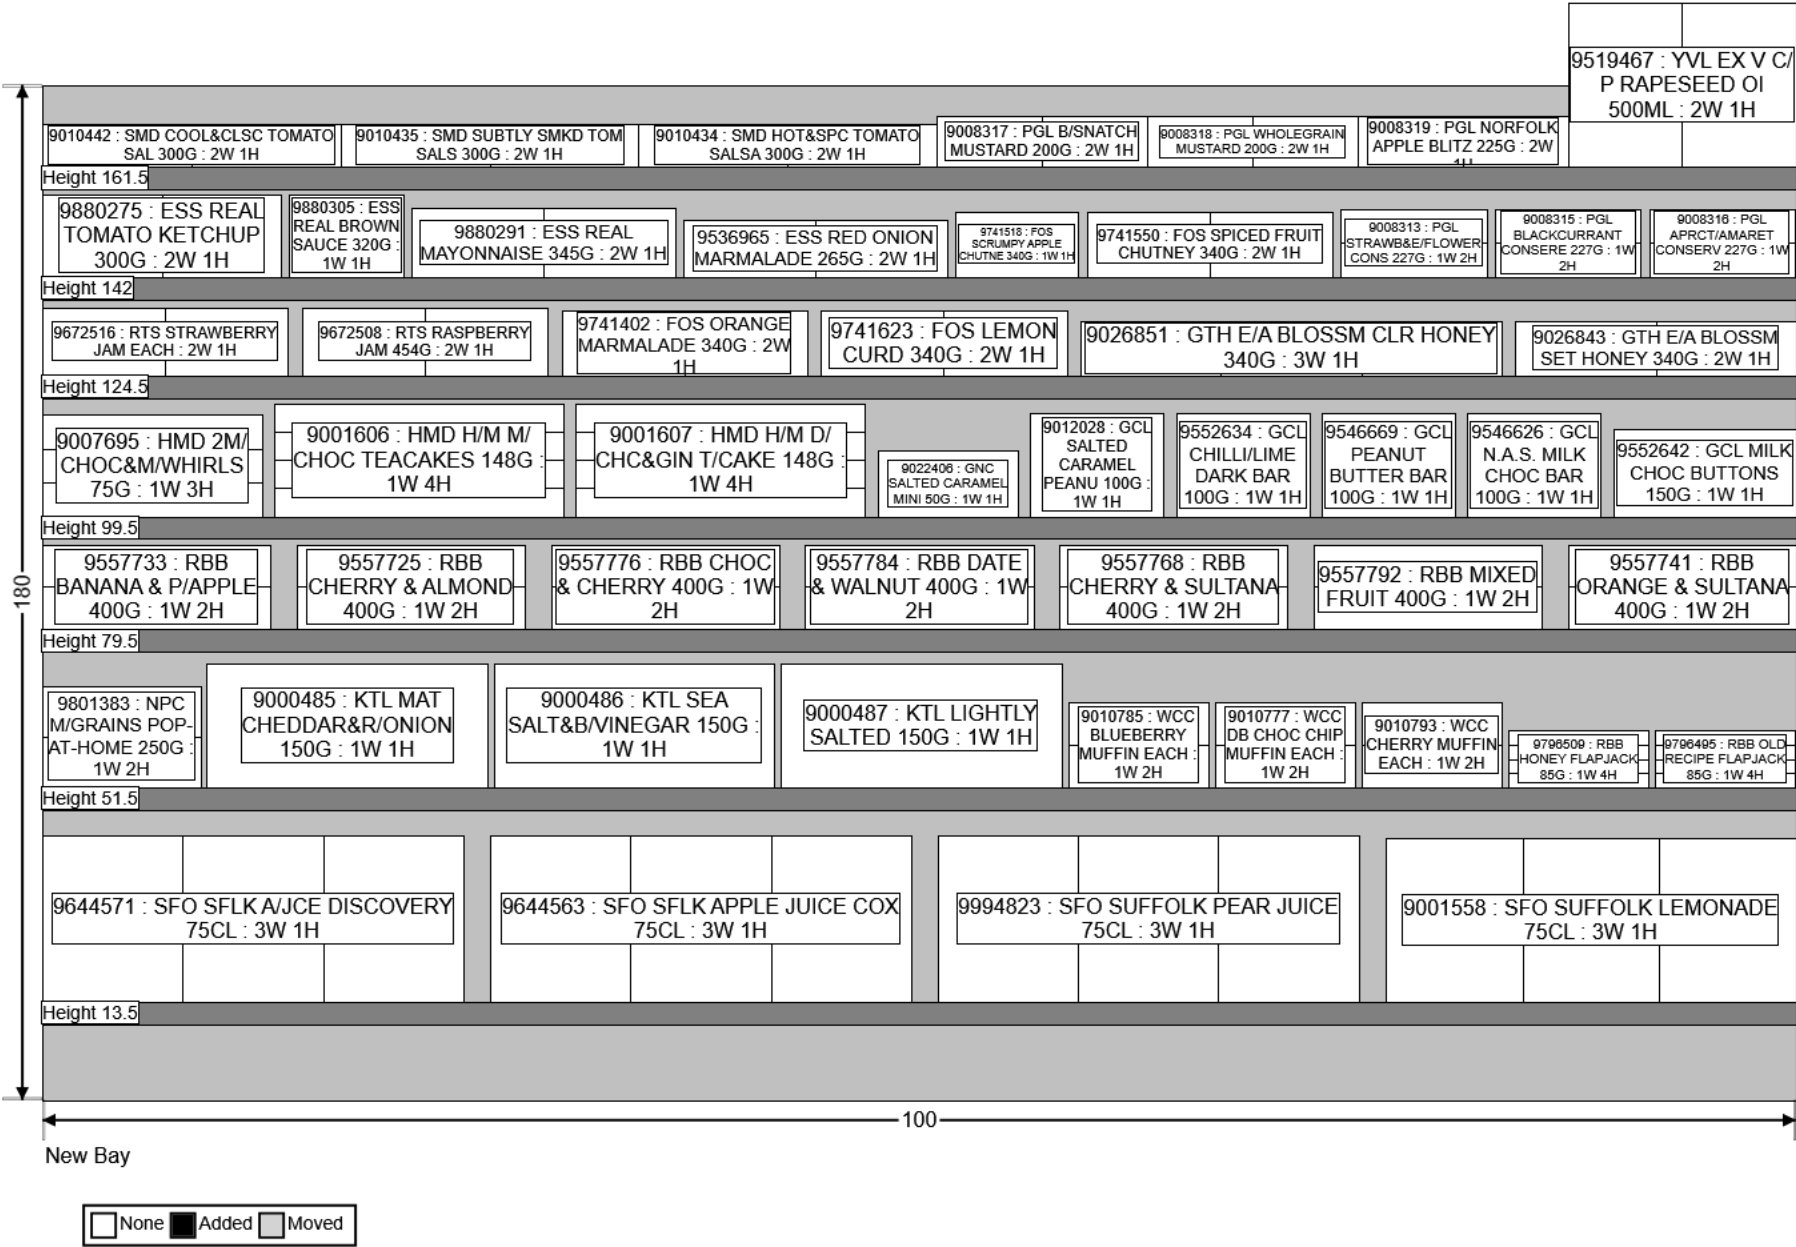 9519467 : YVL EX V C/
P RAPESEED OI
500ML : 2W 1H
9010442 : SMD COOL&CLSC TOMATO
SAL 300G : 2W 1H
9010435 : SMD SUBTLY SMKD TOM
SALS 300G : 2W 1H
9010434 : SMD HOT&SPC TOMATO
SALSA 300G : 2W 1H
9008317 : PGL B/SNATCH
MUSTARD 200G : 2W 1H
9008318 : PGL WHOLEGRAIN
MUSTARD 200G : 2W 1H
9008319 : PGL NORFOLK
APPLE BLITZ 225G : 2W
1H
Height 161.5
9880275 : ESS REAL
TOMATO KETCHUP
300G : 2W 1H
9880305 : ESS
REAL BROWN
SAUCE 320G :
1W 1H
9880291 : ESS REAL
MAYONNAISE 345G : 2W 1H
9536965 : ESS RED ONION
MARMALADE 265G : 2W 1H
9741518 : FOS
SCRUMPY APPLE
CHUTNE 340G : 1W 1H
9741550 : FOS SPICED FRUIT
CHUTNEY 340G : 2W 1H
9008313 : PGL
STRAWB&E/FLOWER
CONS 227G : 1W 2H
9008315 : PGL
BLACKCURRANT
CONSERE 227G : 1W
2H
9008316 : PGL
APRCT/AMARET
CONSERV 227G : 1W
2H
Height 142
9672516 : RTS STRAWBERRY
JAM EACH : 2W 1H
9672508 : RTS RASPBERRY
JAM 454G : 2W 1H
9741402 : FOS ORANGE
MARMALADE 340G : 2W
1H
9741623 : FOS LEMON
CURD 340G : 2W 1H
9026851 : GTH E/A BLOSSM CLR HONEY
340G : 3W 1H
9026843 : GTH E/A BLOSSM
SET HONEY 340G : 2W 1H
Height 124.5
9007695 : HMD 2M/
CHOC&M/WHIRLS
75G : 1W 3H
9001606 : HMD H/M M/
CHOC TEACAKES 148G :
1W 4H
9001607 : HMD H/M D/
CHC&GIN T/CAKE 148G :
1W 4H
9022406 : GNC
SALTED CARAMEL
MINI 50G : 1W 1H
9012028 : GCL
SALTED
CARAMEL
PEANU 100G :
1W 1H
9552634 : GCL
CHILLI/LIME
DARK BAR
100G : 1W 1H
9546669 : GCL
PEANUT
BUTTER BAR
100G : 1W 1H
9546626 : GCL
N.A.S. MILK
CHOC BAR
100G : 1W 1H
9552642 : GCL MILK
CHOC BUTTONS
150G : 1W 1H
Height 99.5
9557733 : RBB
BANANA & P/APPLE
400G : 1W 2H
9557725 : RBB
CHERRY & ALMOND
400G : 1W 2H
9557776 : RBB CHOC
& CHERRY 400G : 1W
2H
9557784 : RBB DATE
& WALNUT 400G : 1W
2H
9557768 : RBB
CHERRY & SULTANA
400G : 1W 2H
9557792 : RBB MIXED
FRUIT 400G : 1W 2H
9557741 : RBB
ORANGE & SULTANA
400G : 1W 2H
Height 79.5
9801383 : NPC
M/GRAINS POP-
AT-HOME 250G :
1W 2H
9000485 : KTL MAT
CHEDDAR&R/ONION
150G : 1W 1H
9000486 : KTL SEA
SALT&B/VINEGAR 150G :
1W 1H
9000487 : KTL LIGHTLY
SALTED 150G : 1W 1H
9010785 : WCC
BLUEBERRY
MUFFIN EACH :
1W 2H
9010777 : WCC
DB CHOC CHIP
MUFFIN EACH :
1W 2H
9010793 : WCC
CHERRY MUFFIN
EACH : 1W 2H
9796509 : RBB
HONEY FLAPJACK
85G : 1W 4H
9796495 : RBB OLD
RECIPE FLAPJACK
85G : 1W 4H
Height 51.5
9644571 : SFO SFLK A/JCE DISCOVERY
75CL : 3W 1H
9644563 : SFO SFLK APPLE JUICE COX
75CL : 3W 1H
9994823 : SFO SUFFOLK PEAR JUICE
75CL : 3W 1H
9001558 : SFO SUFFOLK LEMONADE
75CL : 3W 1H
Height 13.5
180
100
New Bay
None Added Moved